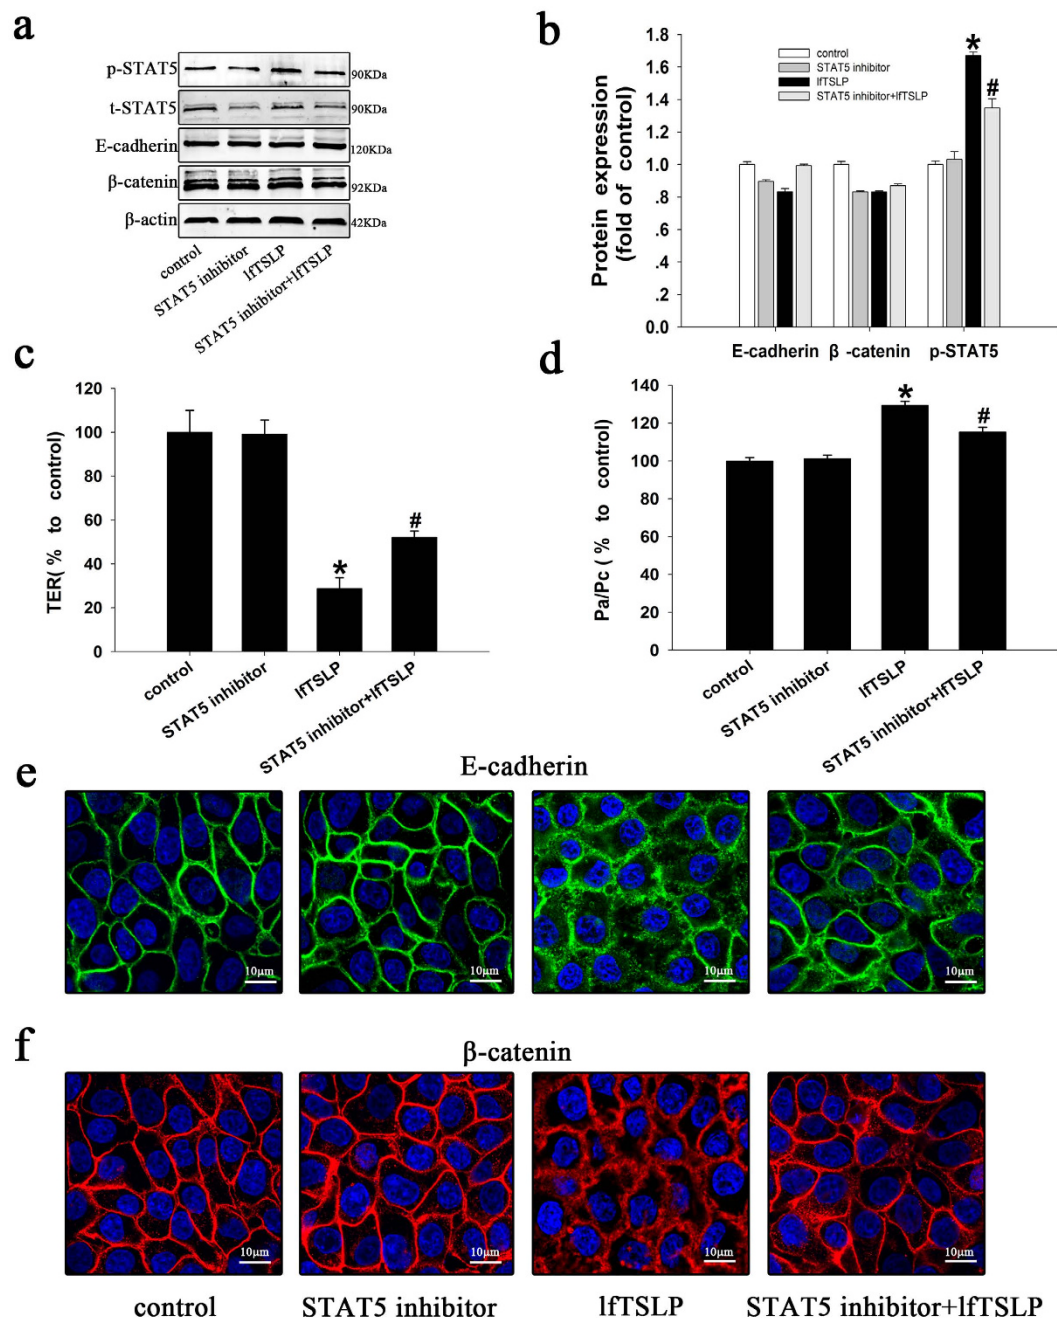 a
p-STAT5
90KDa
t-STAT5
90KDa
E-cadherin
120KDa
β-catenin
92KDa
β-actin
42KDa
control
STAT5 inhibitor
lfTSLP
STAT5 inhibitor+lfTSLP
b
Protein expression
(fold of control)
1.8
1.6
1.4
1.2
1.0
.8
.6
.4
.2
0.0
control
STAT5 inhibitor
lfTSLP
STAT5 inhibitor+lfTSLP
*
#
E-cadherin β -catenin p-STAT5
c
TER( % to control)
120
100
80
60
40
20
0
*
#
control
STAT5 inhibitor
lfTSLP
STAT5 inhibitor+lfTSLP
d
Pa/Pc ( % to control)
140
120
100
80
60
40
20
0
*
#
control
STAT5 inhibitor
lfTSLP
STAT5 inhibitor+lfTSLP
e
E-cadherin
10μm
10μm
10μm
10μm
f
β-catenin
10μm
10μm
10μm
10μm
control
STAT5 inhibitor
lfTSLP
STAT5 inhibitor+lfTSLP